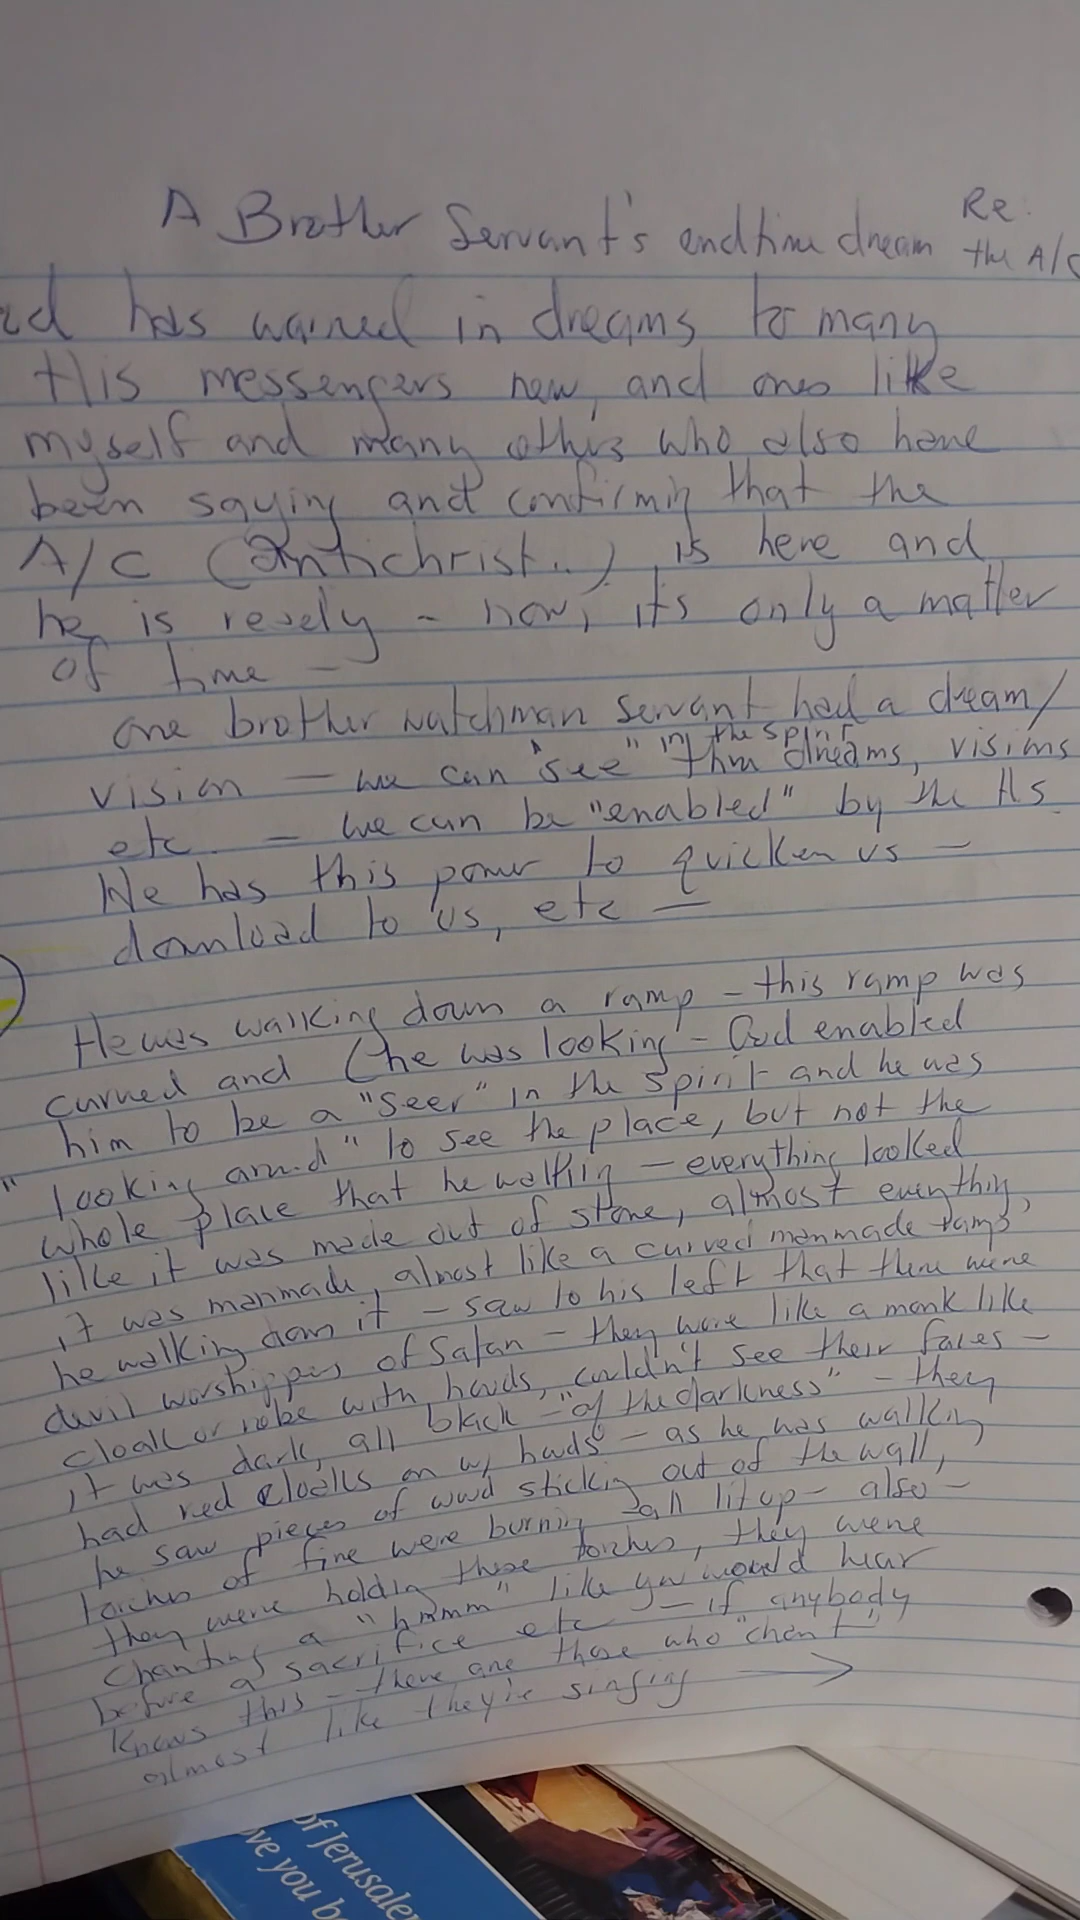 A Brother Servant's endtime dream Re:
the A/C
has warned in dreams to many
His messengers now, and ones like
myself and many others who also have
been saying and confirming that the
A/C (Antichrist..) is here and
he is ready - now, it's only a matter
of time -
one brother watchman servant had a dream/
vision - we can "see" in the spirit thru dreams, visions
etc. - we can be "enabled" by the HS
He has this power to quicken us -
download to us, etc -
He was walking down a ramp - this ramp was
curved and (he was looking - God enabled
him to be a "seer" in the spirit and he was
"looking around" to see the place, but not the
whole place that he walking - everything looked
like it was made out of stone, almost everything,
it was manmade, almost like a curved manmade ramp
he walking down it - saw to his left that there were
devil worshippers of Satan - they were like a monk like
cloak or robe with hoods, couldn't see their faces -
it was dark, all black - "of the darkness" - they
had red cloaks on w/ hoods - as he was walking
he saw pieces of wood sticking out of the wall,
torches of fire were burning - all lit up - also -
they were holding these torches, they were
chanting a "hmmm" like you would hear
before a sacrifice etc - if anybody
knows this - there are those who "chant"
almost like they're singing →
of Jerusale
ove you b